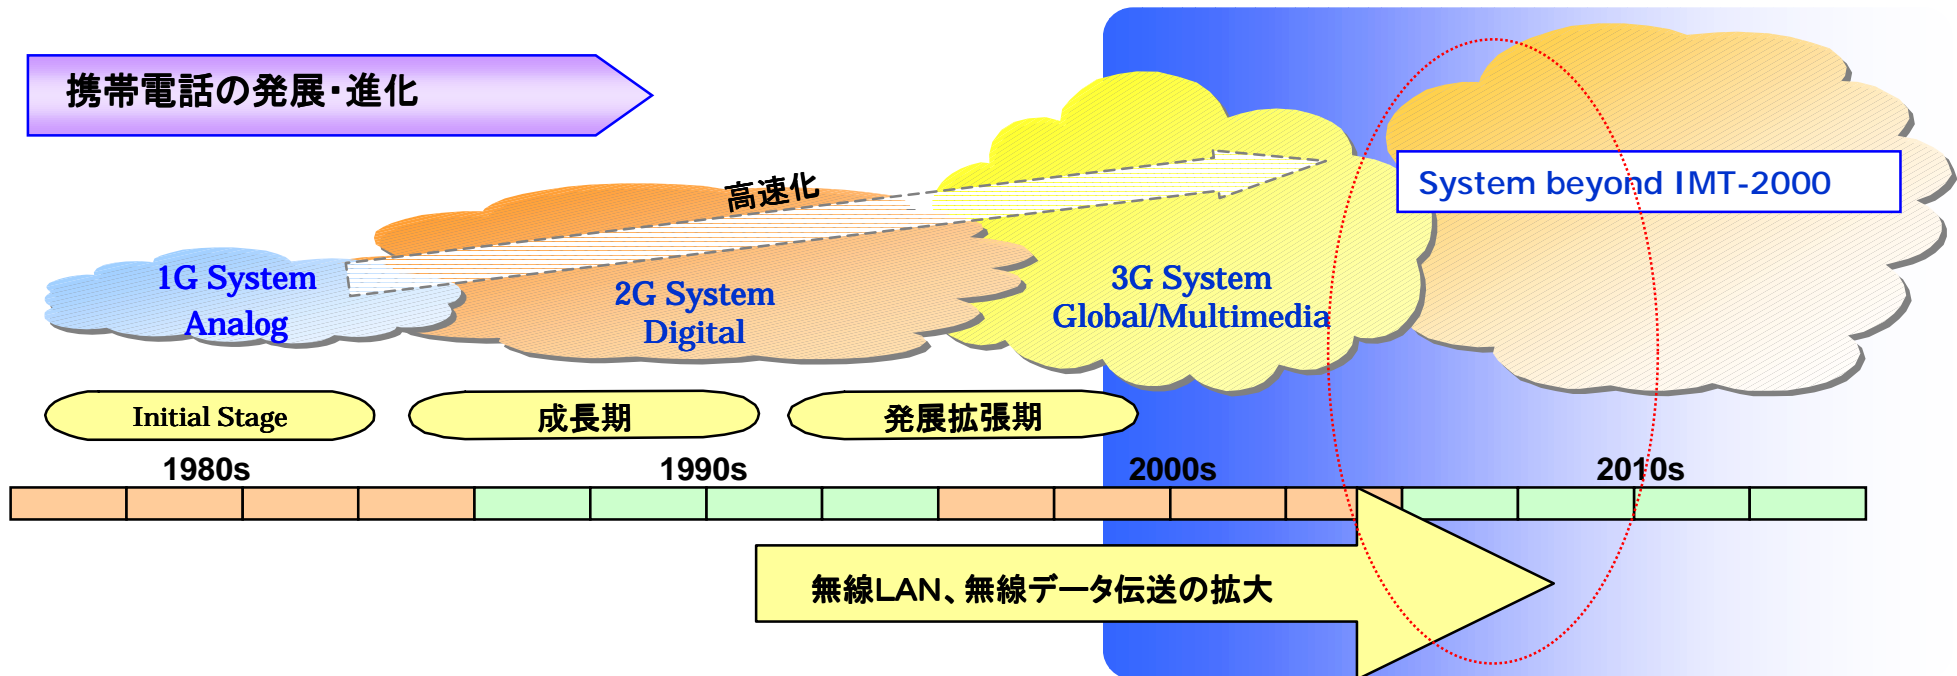 携帯電話の発展・進化
高速化
System beyond IMT-2000
1G System
Analog
2G System
Digital
3G System
Global/Multimedia
Initial Stage
成長期
発展拡張期
1980s
1990s
2000s
2010s
無線LAN、無線データ伝送の拡大